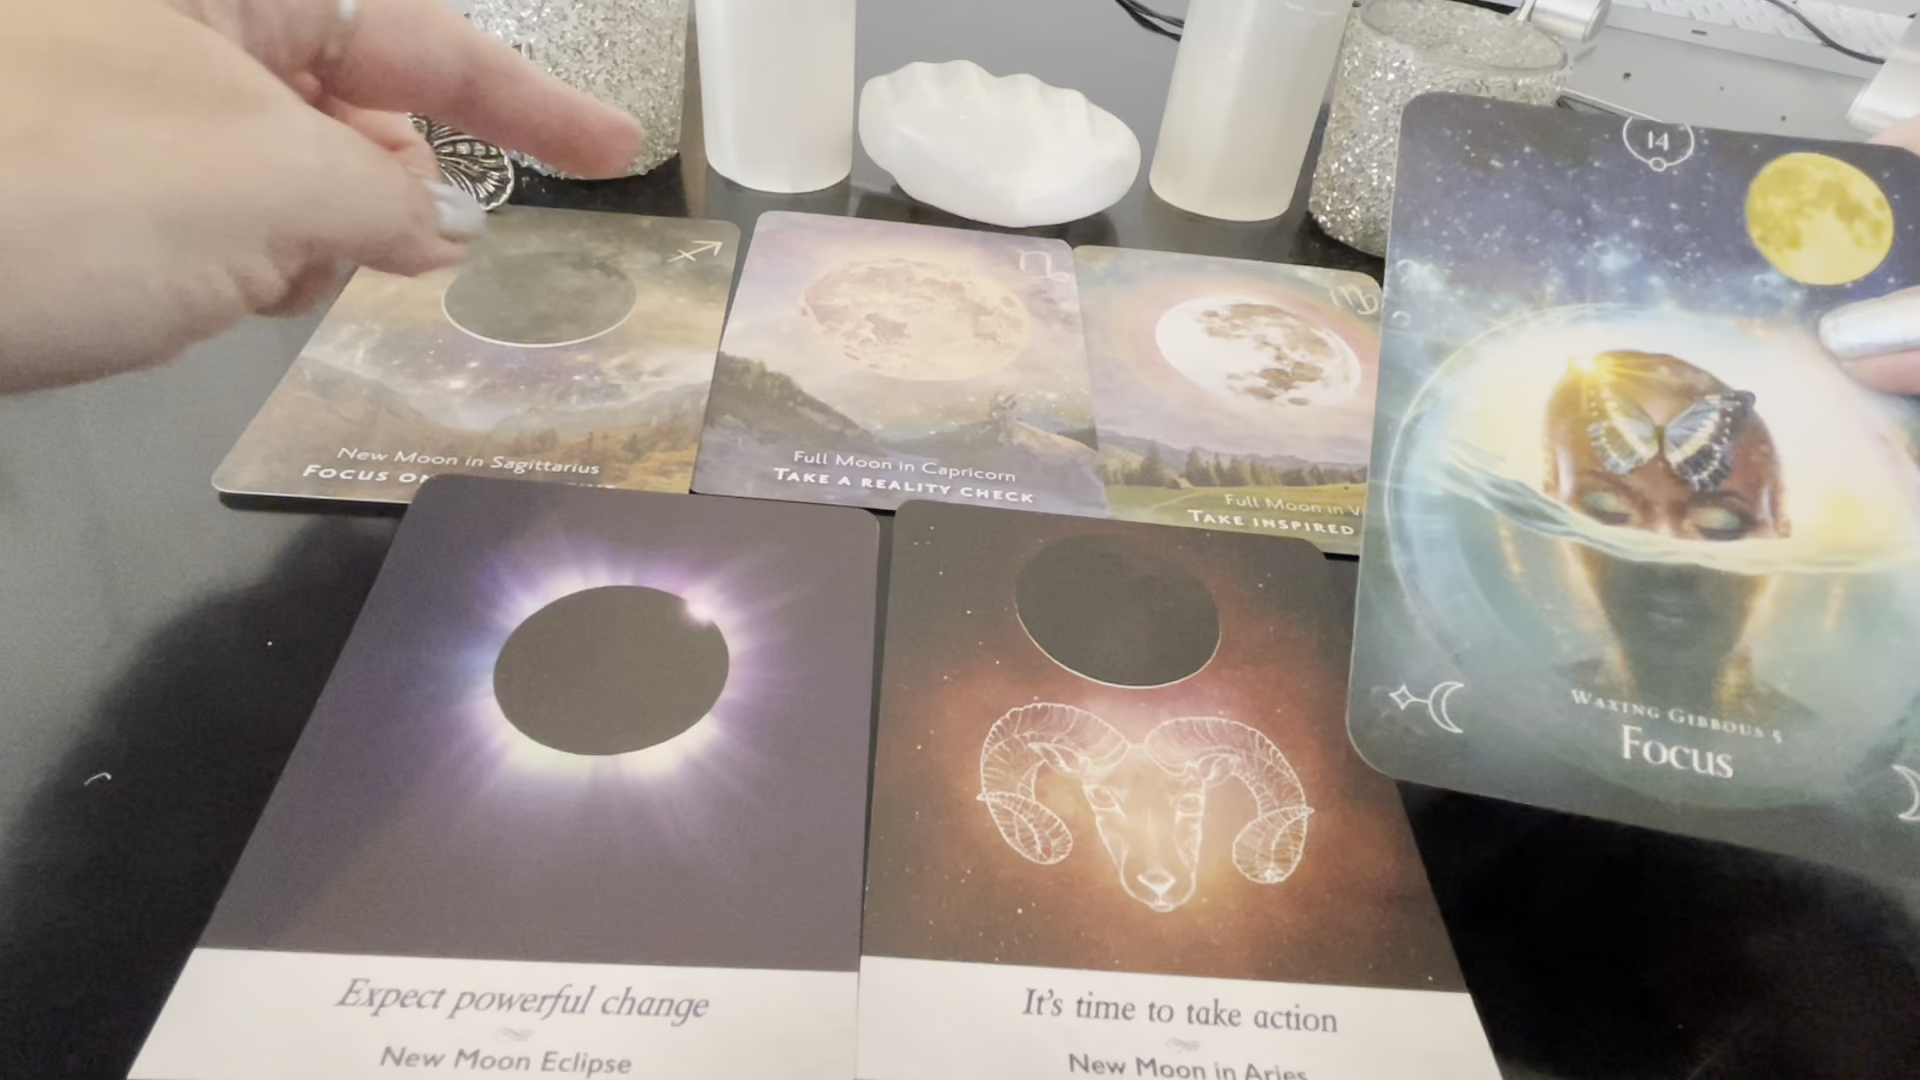 New Moon in Sagittarius
FOCUS ON
Full Moon in Capricorn
TAKE A REALITY CHECK
Full Moon in V
TAKE INSPIRED
14
WAXING GIBBOUS
Focus
Expect powerful change
New Moon Eclipse
It's time to take action
New Moon in Aries